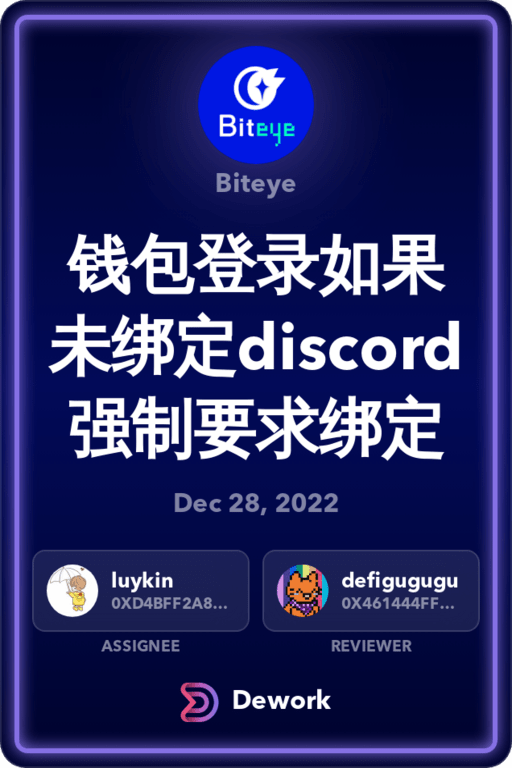 Biteye
Biteye
钱包登录如果
未绑定discord
强制要求绑定
Dec 28, 2022
luykin
0XD4BFF2A8...
ASSIGNEE
defigugugu
0X461444FF...
REVIEWER
Dework